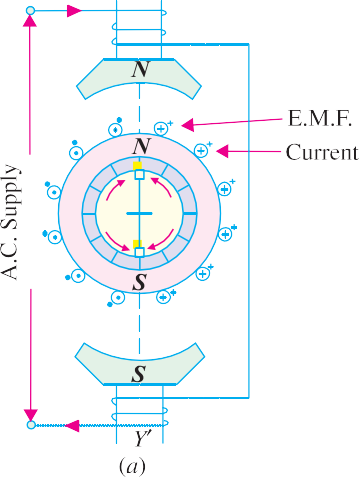 N
E.M.F.
Current
N
A.C. Supply
S
S
Y′
(a)